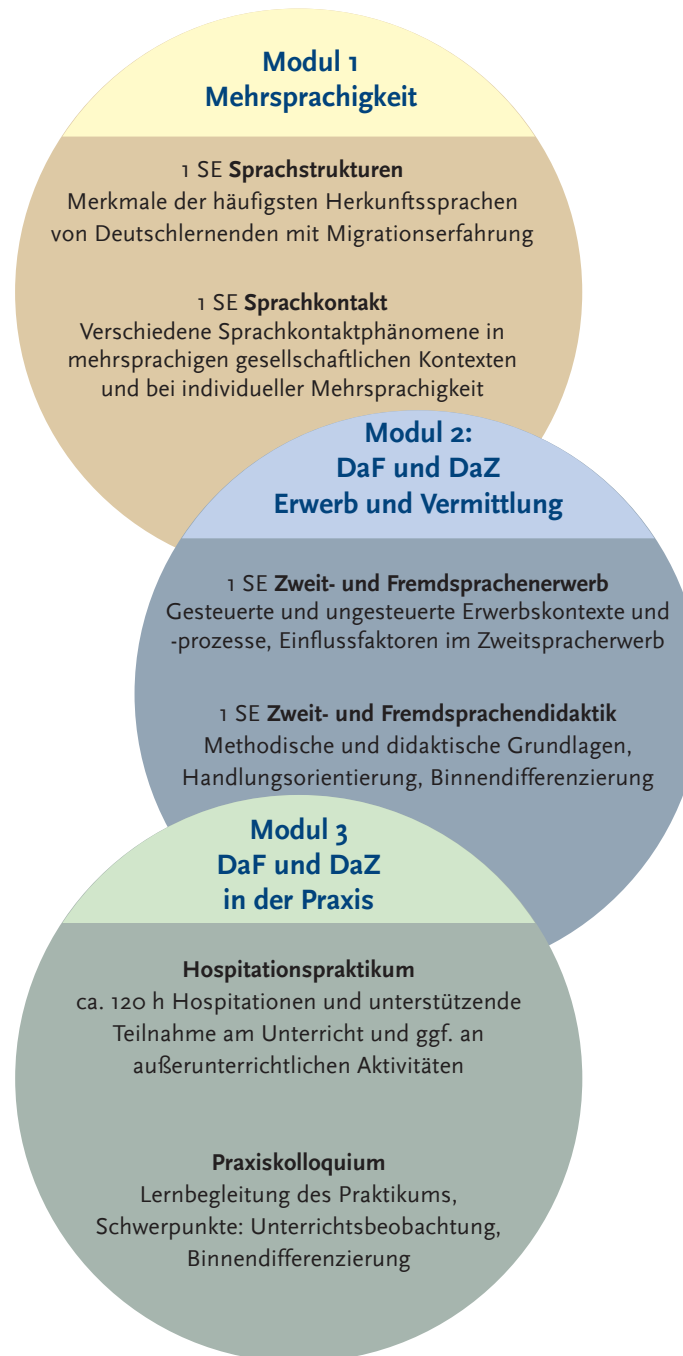 Modul 1
Mehrsprachigkeit
1 SE Sprachstrukturen
Merkmale der häufigsten Herkunftssprachen
von Deutschlernenden mit Migrationserfahrung
1 SE Sprachkontakt
Verschiedene Sprachkontaktphänomene in
mehrsprachigen gesellschaftlichen Kontexten
und bei individueller Mehrsprachigkeit
Modul 2:
DaF und DaZ
Erwerb und Vermittlung
1 SE Zweit- und Fremdsprachenerwerb
Gesteuerte und ungesteuerte Erwerbskontexte und
-prozesse, Einflussfaktoren im Zweitspracherwerb
1 SE Zweit- und Fremdsprachendidaktik
Methodische und didaktische Grundlagen,
Handlungsorientierung, Binnendifferenzierung
Modul 3
DaF und DaZ
in der Praxis
Hospitationspraktikum
ca. 120 h Hospitationen und unterstützende
Teilnahme am Unterricht und ggf. an
außerunterrichtlichen Aktivitäten
Praxiskolloquium
Lernbegleitung des Praktikums,
Schwerpunkte: Unterrichtsbeobachtung,
Binnendifferenzierung